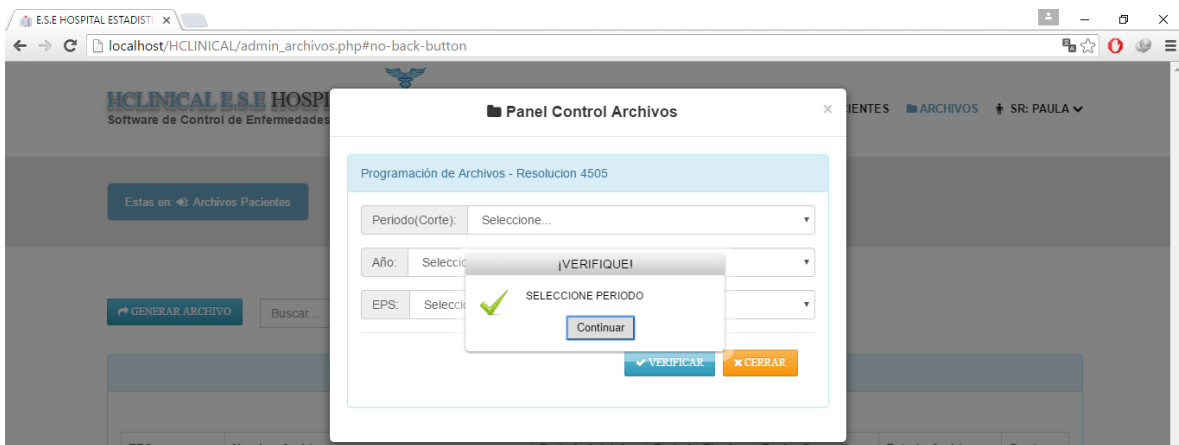 E.S.E HOSPITAL ESTADISTI
localhost/HCLINICAL/admin_archivos.php#no-back-button
HCLINICAL E.S.E HOSPI
Software de Control de Enfermedades
Panel Control Archivos
×
IENTES ARCHIVOS SR: PAULA
Programación de Archivos - Resolucion 4505
Estas en: Archivos Pacientes
Periodo(Corte): Seleccione...
Año: Seleccio
¡VERIFIQUE!
EPS: Seleccio
SELECCIONE PERIODO
Continuar
GENERAR ARCHIVO
Buscar...
VERIFICAR
CERRAR